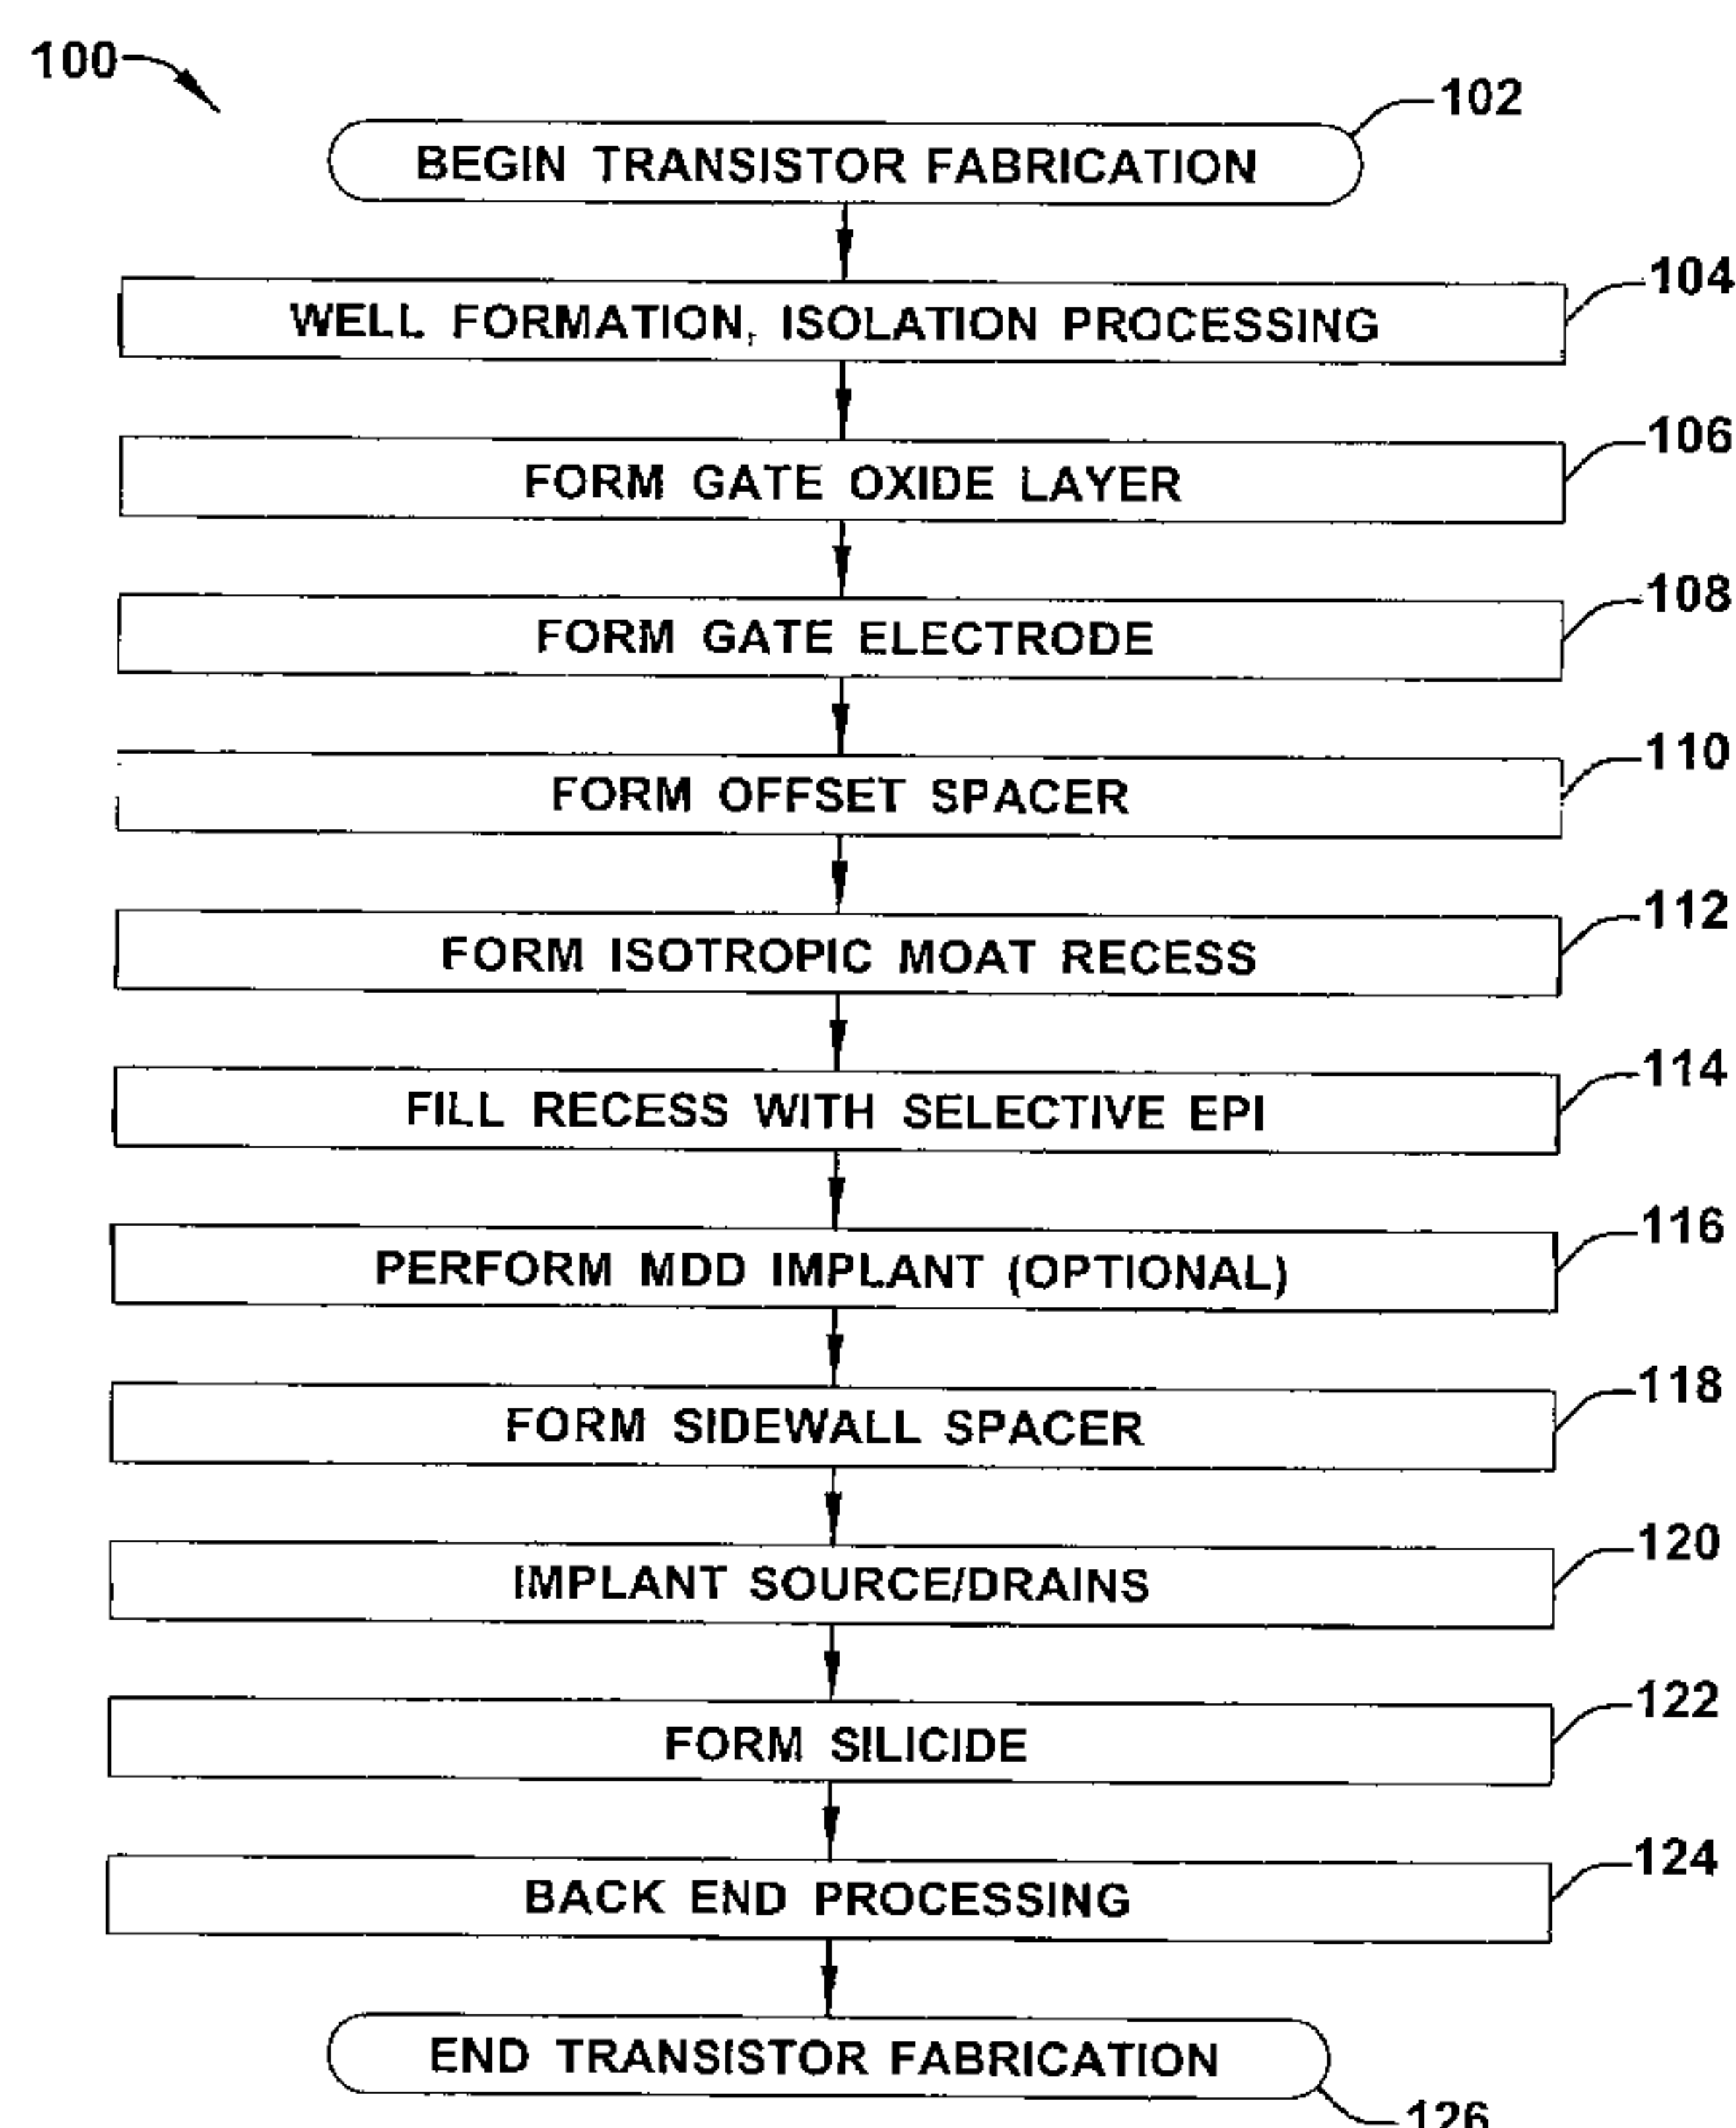 100
102
BEGIN TRANSISTOR FABRICATION
104
WELL FORMATION, ISOLATION PROCESSING
106
FORM GATE OXIDE LAYER
108
FORM GATE ELECTRODE
110
FORM OFFSET SPACER
112
FORM ISOTROPIC MOAT RECESS
114
FILL RECESS WITH SELECTIVE EPI
116
PERFORM MDD IMPLANT (OPTIONAL)
118
FORM SIDEWALL SPACER
120
IMPLANT SOURCE/DRAINS
122
FORM SILICIDE
124
BACK END PROCESSING
END TRANSISTOR FABRICATION
126